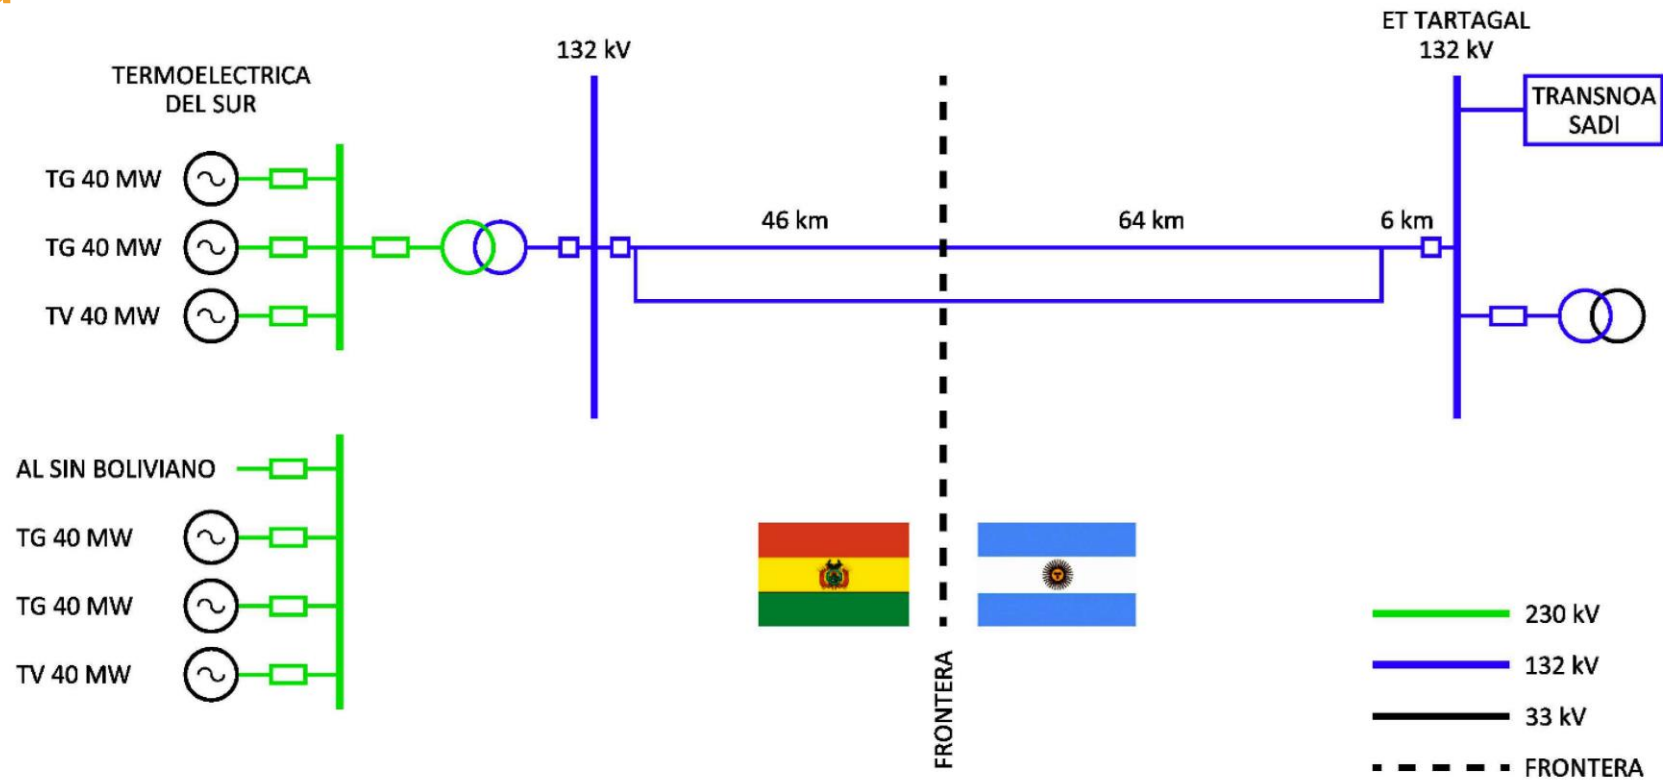 TERMOELECTRICA
DEL SUR
132 kV
ET TARTAGAL
132 kV
TRANSNOA
SADI
TG 40 MW
TG 40 MW
TV 40 MW
46 km
64 km
6 km
AL SIN BOLIVIANO
TG 40 MW
TG 40 MW
TV 40 MW
FRONTERA
230 kV
132 kV
33 kV
FRONTERA